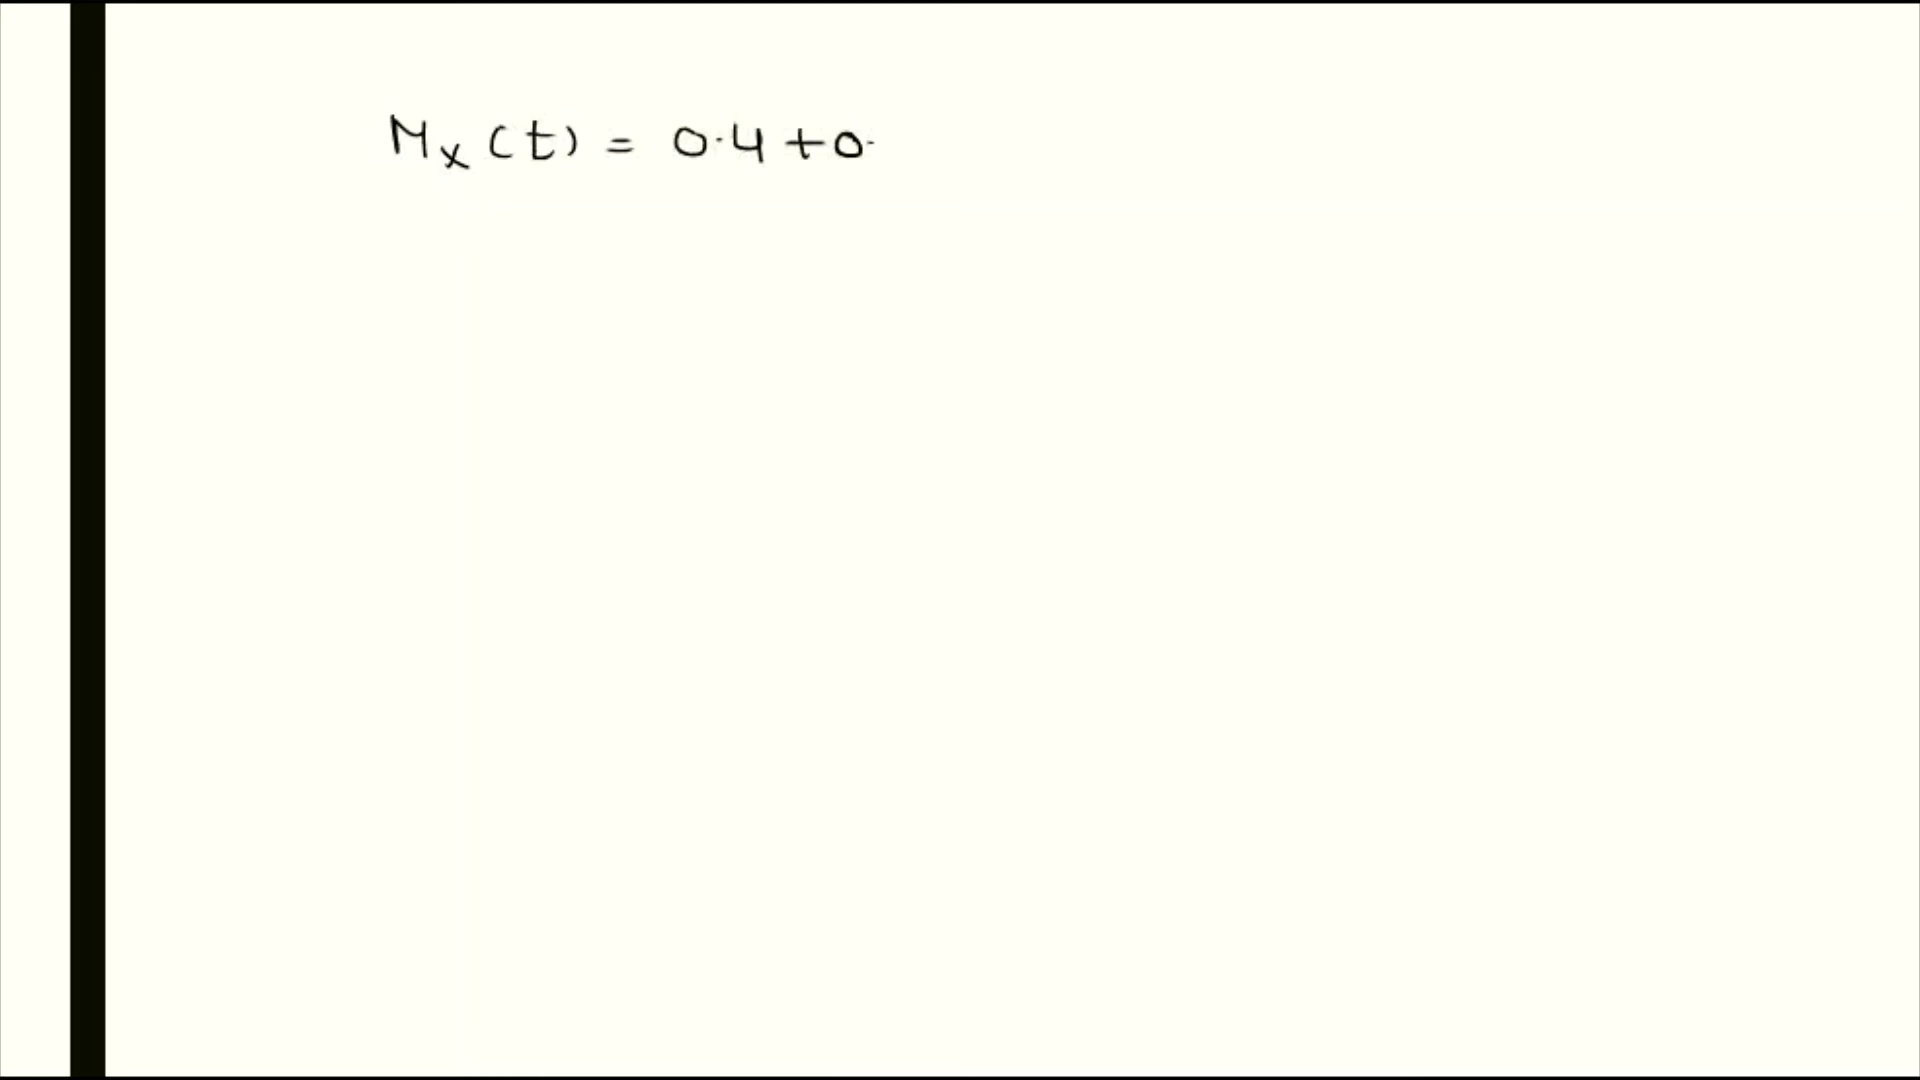 Mx(t) = 0.4 + 0.